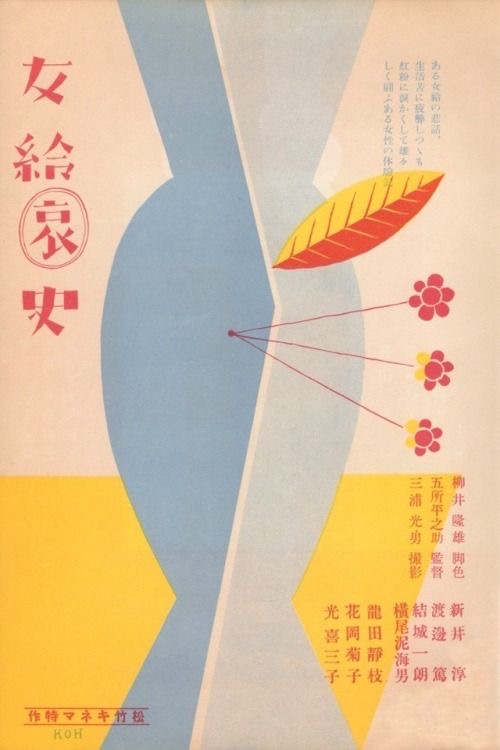 女給哀史
ある女給の悲話、
生活苦に疲弊しつゝも
紅粉に涙かくして雄々
しく闘ふある女性の体験記
柳井隆雄 脚色
五所平之助 監督
三浦光男 撮影
新井淳
渡邊篤
結城一朗
横尾泥海男
龍田靜枝
花岡菊子
光喜三子
松竹キネマ特作
KOH